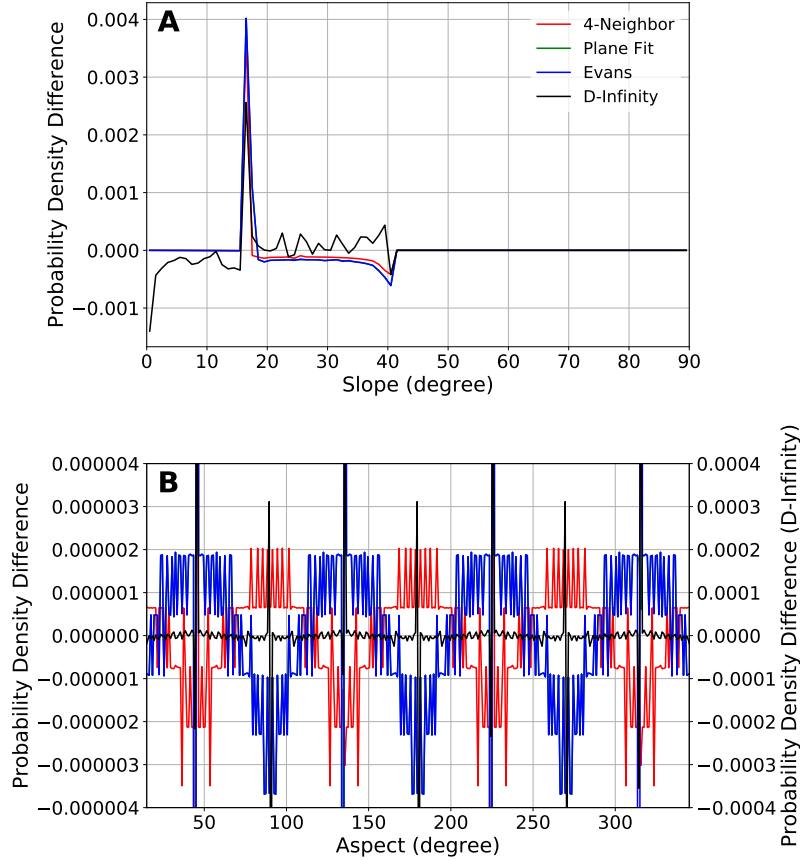 A
4-Neighbor
Plane Fit
Evans
D-Infinity
Probability Density Difference
0.004
0.003
0.002
0.001
0.000
−0.001
0 10 20 30 40 50 60 70 80 90
Slope (degree)
B
Probability Density Difference
0.000004
0.000003
0.000002
0.000001
0.000000
−0.000001
−0.000002
−0.000003
−0.000004
0.0004
0.0003
0.0002
0.0001
0.0000
−0.0001
−0.0002
−0.0003
−0.0004
Probability Density Difference (D-Infinity)
50 100 150 200 250 300
Aspect (degree)